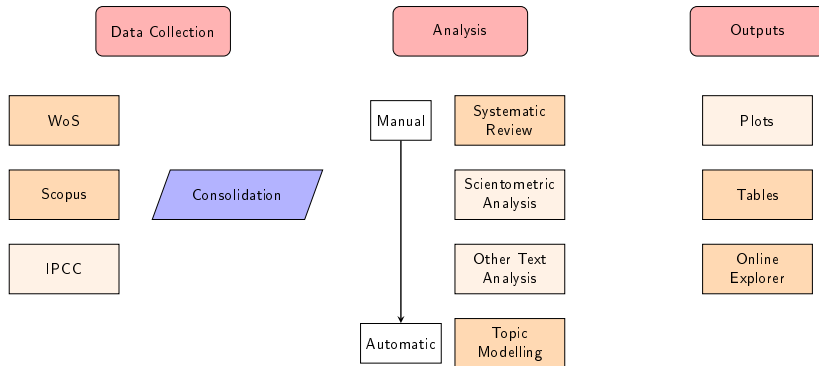 Data Collection
Analysis
Outputs
WoS
Manual
Systematic
Review
Plots
Scopus
Consolidation
Scientometric
Analysis
Tables
IPCC
Other Text
Analysis
Online
Explorer
Automatic
Topic
Modelling